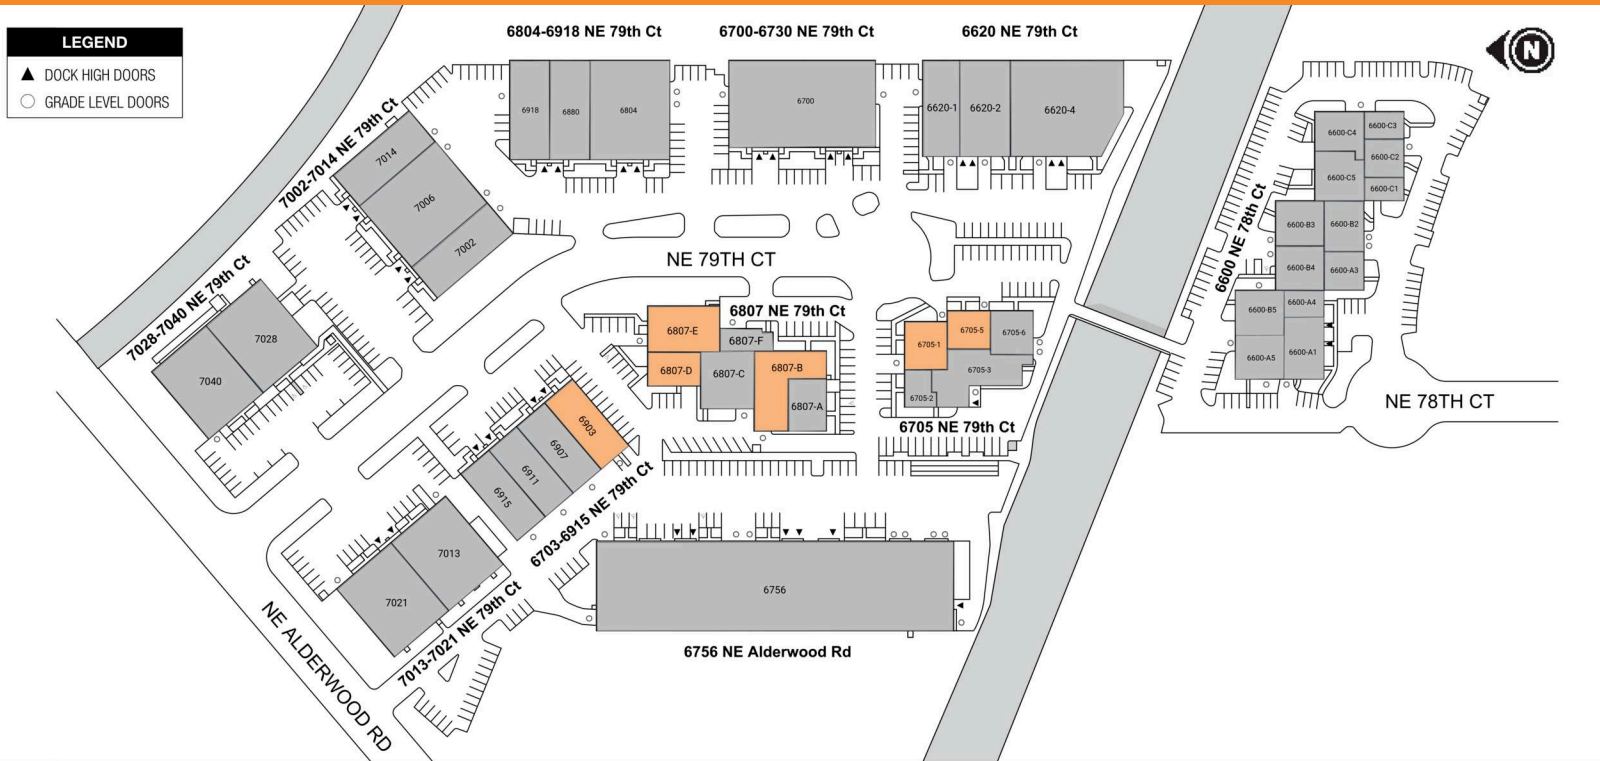 LEGEND
DOCK HIGH DOORS
GRADE LEVEL DOORS
6804-6918 NE 79th Ct
6700-6730 NE 79th Ct
6620 NE 79th Ct
N
6918
6880
6804
6700
6620-1
6620-2
6620-4
7002-7014 NE 79th Ct
7014
7006
7002
6600 NE 78th Ct
6600-C4
6600-C3
6600-C2
6600-C5
6600-C1
6600-B3
6600-B2
6600-B4
6600-A3
6600-B5
6600-A4
6600-A5
6600-A1
NE 79TH CT
7028-7040 NE 79th Ct
7028
7040
6807 NE 79th Ct
6807-E
6807-F
6807-D
6807-C
6807-B
6807-A
6705-1
6705-5
6705-6
6705-3
6705-2
6705 NE 79th Ct
NE 78TH CT
6903
6907
6911
6915
6703-6915 NE 79th Ct
7013
7021
7013-7021 NE 79th Ct
6756
6756 NE Alderwood Rd
NE ALDERWOOD RD